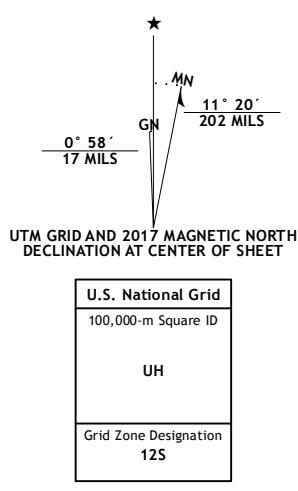 ★
MN
GN
11° 20´
202 MILS
0° 58´
17 MILS
UTM GRID AND 2017 MAGNETIC NORTH
DECLINATION AT CENTER OF SHEET
U.S. National Grid
100,000-m Square ID
UH
Grid Zone Designation
12S